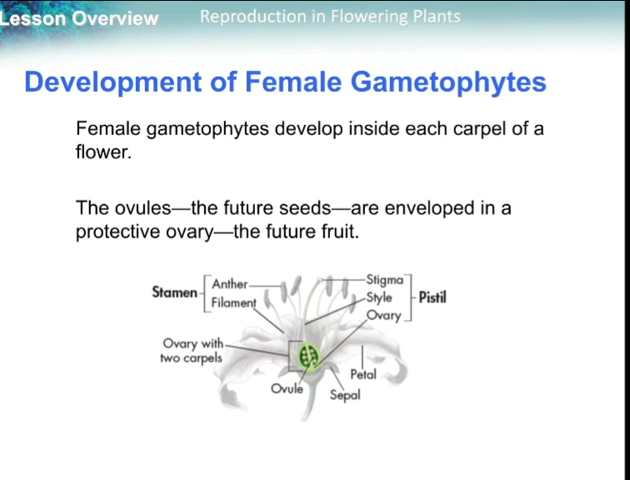 Lesson Overview
Reproduction in Flowering Plants
Development of Female Gametophytes
Female gametophytes develop inside each carpel of a
flower.
The ovules—the future seeds—are enveloped in a
protective ovary—the future fruit.
Stamen
Anther
Filament
Stigma
Style
Ovary
Pistil
Ovary with
two carpels
Ovule
Petal
Sepal